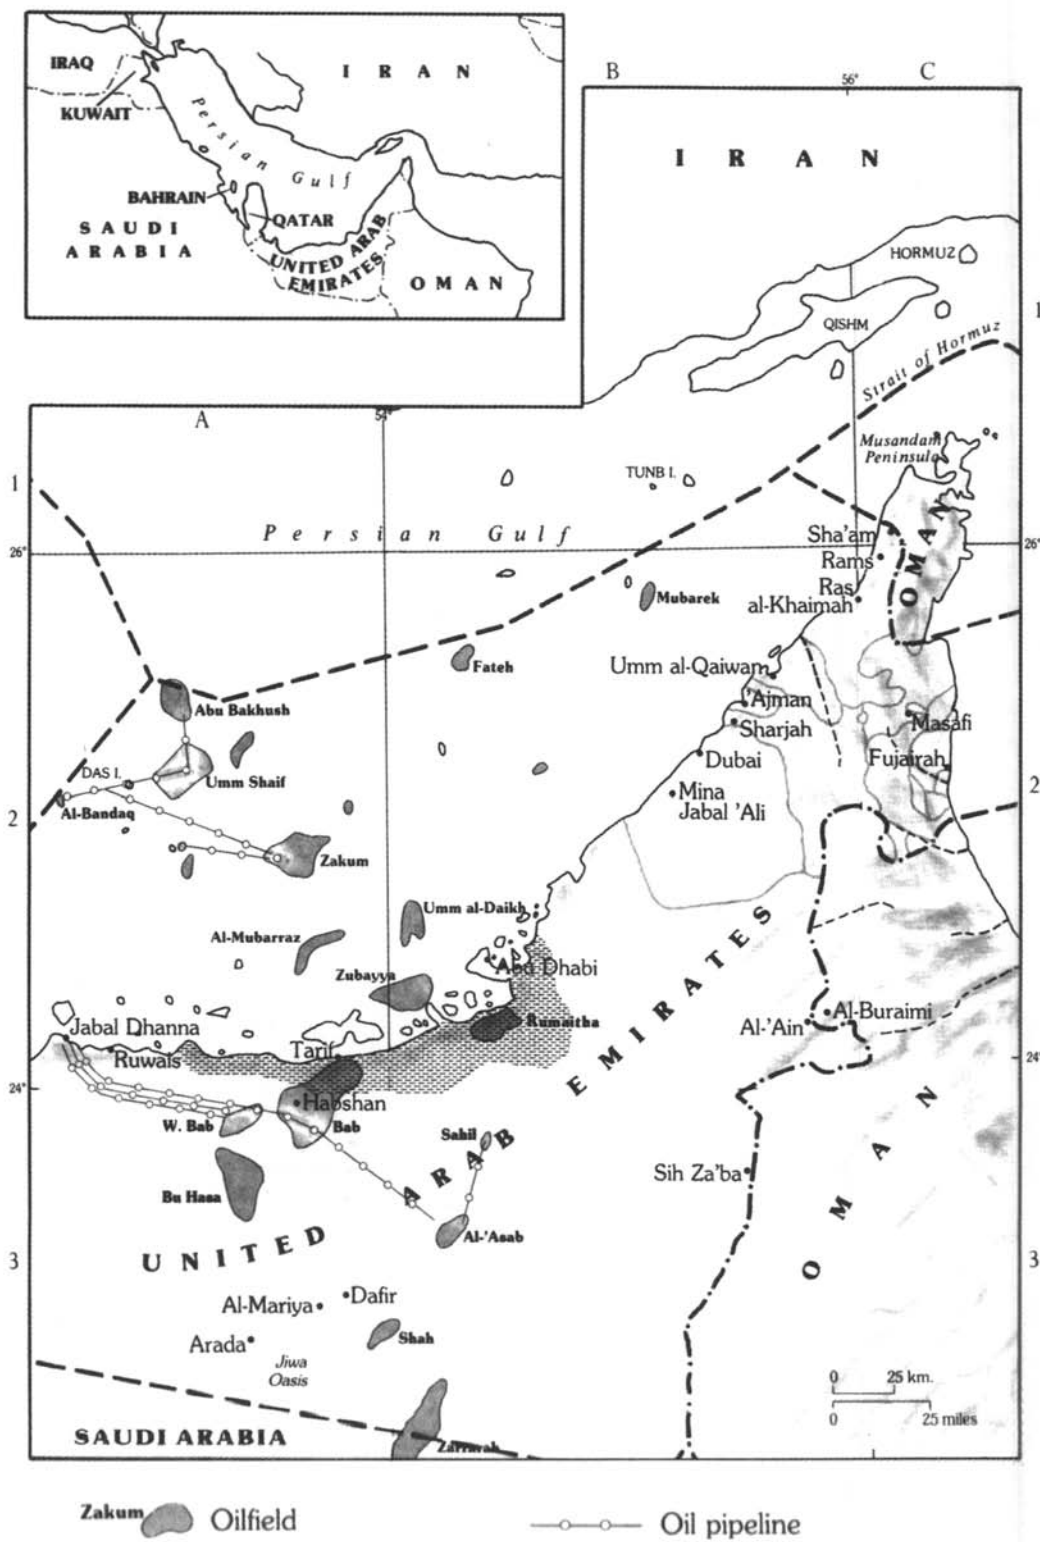 IRAQ
I R A N
KUWAIT
Persian Gulf
BAHRAIN
QATAR
SAUDI
ARABIA
UNITED ARAB
EMIRATES
OMAN
B
56°
C
I R A N
HORMUZ
QISHM
1
Strait of Hormuz
A
54°
Musandam
Peninsula
1
TUNB I.
Persian Gulf
26°
Sha'am
26°
Rams
OMAN
Ras
al-Khaimah
Mubarek
Fateh
Umm al-Qaiwam
'Ajman
Abu Bakhush
Sharjah
Masafi
Dubai
Fujairah
DAS I.
Umm Shaif
2
Al-Bandaq
Mina
Jabal 'Ali
2
Zakum
Umm al-Daikh
Al-Mubarraz
Abu Dhabi
Zubayya
Rumaitha
Al-Buraimi
Al-'Ain
Jabal Dhanna
Ruwais
Tarif
24°
24°
Habshan
W. Bab
Bab
Sahil
Sih Za'ba
Bu Hasa
Al-'Asab
UNITED ARAB EMIRATES
OMAN
3
3
Dafir
Al-Mariya
Arada
Shah
Jiwa
Oasis
0 25 km.
0 25 miles
SAUDI ARABIA
Zarrarah
Zakum Oilfield
Oil pipeline